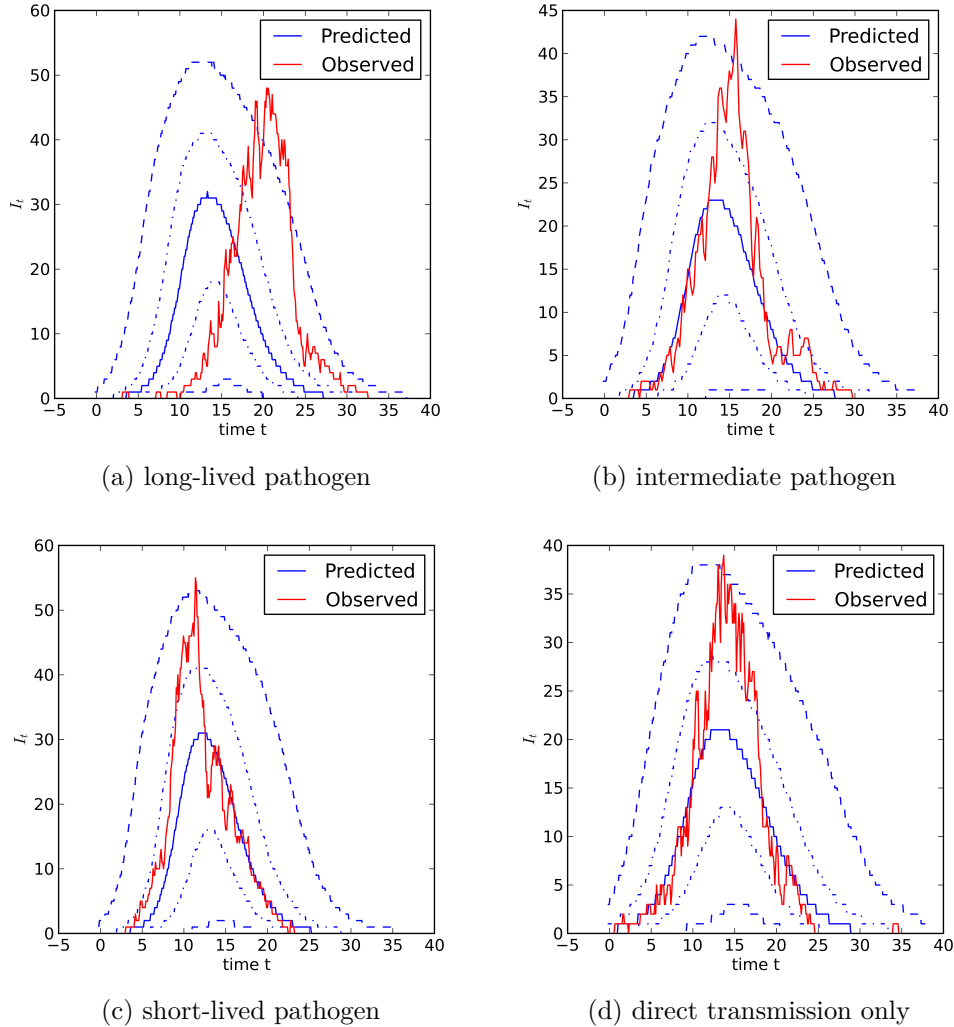 60
50
40
30
20
10
0
−5 0 5 10 15 20 25 30 35 40
time t
I_t
Predicted
Observed
(a) long-lived pathogen
45
40
35
30
25
20
15
10
5
0
−5 0 5 10 15 20 25 30 35 40
time t
I_t
Predicted
Observed
(b) intermediate pathogen
60
50
40
30
20
10
0
−5 0 5 10 15 20 25 30 35 40
time t
I_t
Predicted
Observed
(c) short-lived pathogen
40
35
30
25
20
15
10
5
0
−5 0 5 10 15 20 25 30 35 40
time t
I_t
Predicted
Observed
(d) direct transmission only